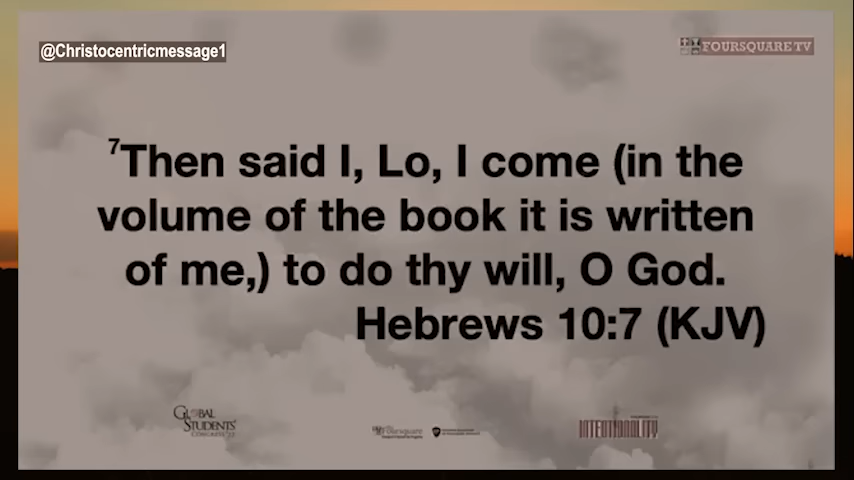 @Christocentricmessage1
FOURSQUARE TV
7Then said I, Lo, I come (in the
volume of the book it is written
of me,) to do thy will, O God.
Hebrews 10:7 (KJV)
GLOBAL
STUDENTS'
Foursquare
INTENTIONALITY